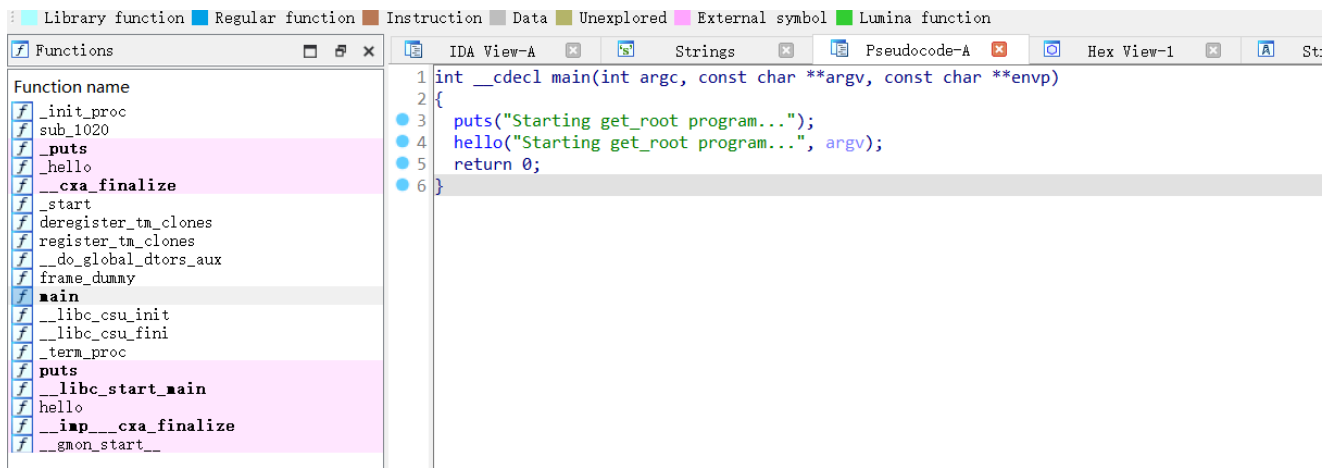 Library function Regular function Instruction Data Unexplored External symbol Lumina function
Functions
IDA View-A Strings Pseudocode-A Hex View-1
Function name
_init_proc
sub_1020
_puts
_hello
__cxa_finalize
_start
deregister_tm_clones
register_tm_clones
__do_global_dtors_aux
frame_dummy
main
__libc_csu_init
__libc_csu_fini
_term_proc
puts
__libc_start_main
hello
__imp___cxa_finalize
__gmon_start__
1 int __cdecl main(int argc, const char **argv, const char **envp)
2 {
3 puts("Starting get_root program...");
4 hello("Starting get_root program...", argv);
5 return 0;
6 }